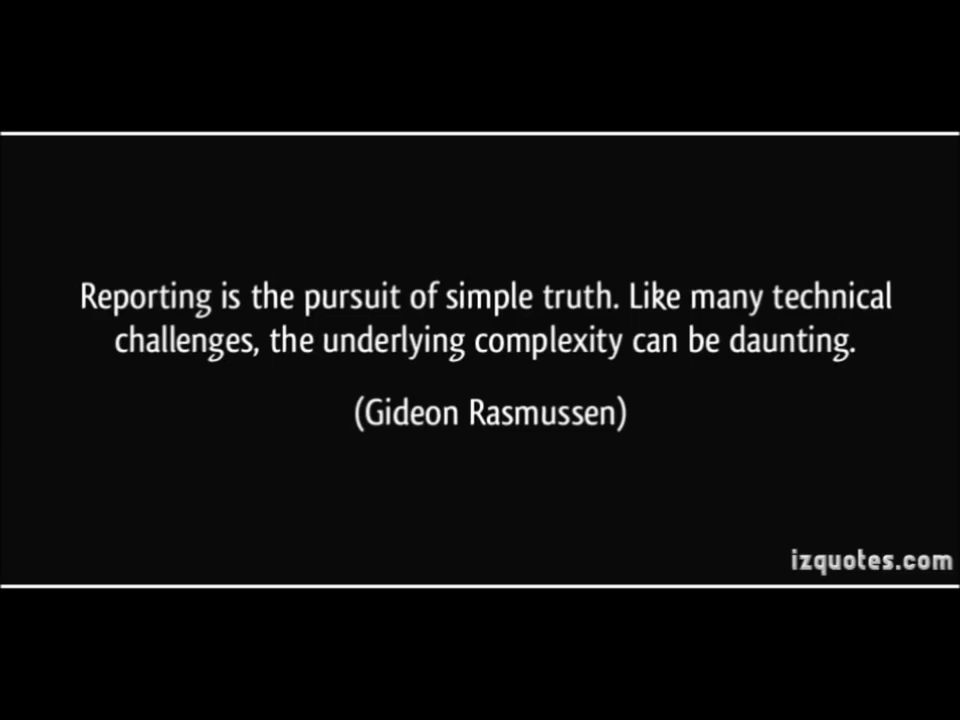 Reporting is the pursuit of simple truth. Like many technical
challenges, the underlying complexity can be daunting.
(Gideon Rasmussen)
izquotes.com